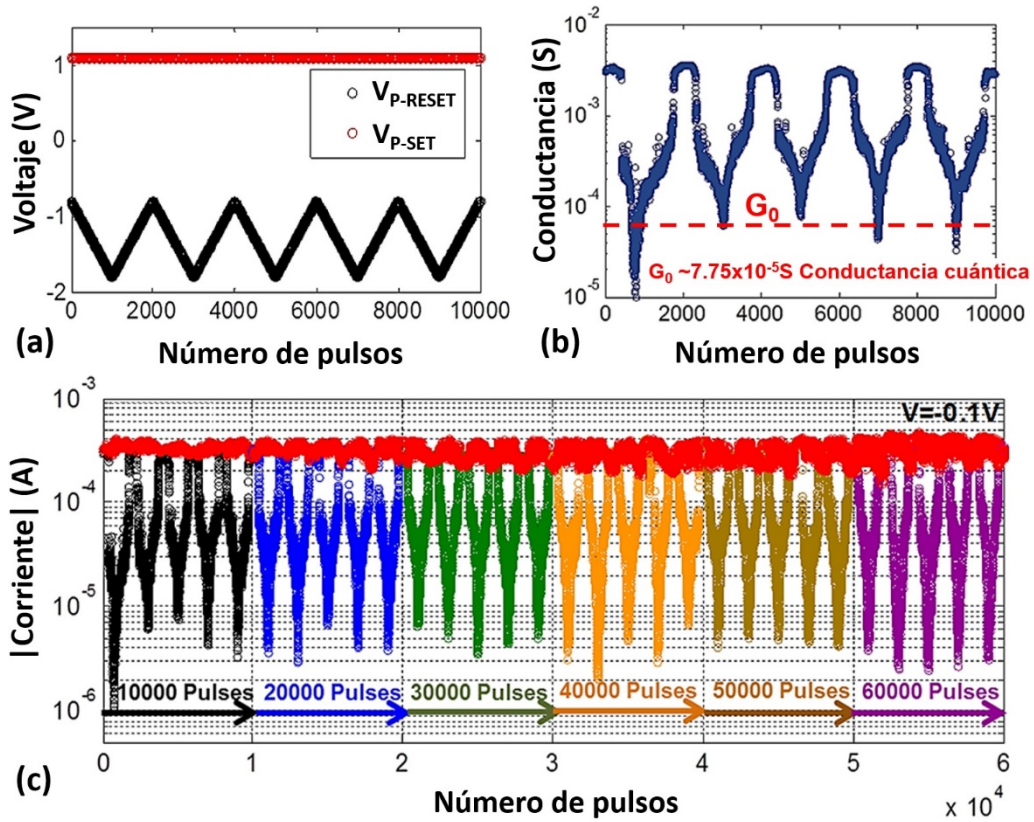 1
0
-1
-2
Voltaje (V)
V_P-RESET
V_P-SET
0 2000 4000 6000 8000 10000
Número de pulsos
(a)
10^-2
10^-3
10^-4
10^-5
Conductancia (S)
G_0
G_0 ~7.75x10^-5S Conductancia cuántica
0 2000 4000 6000 8000 10000
Número de pulsos
(b)
10^-3
10^-4
10^-5
10^-6
|Corriente| (A)
V=-0.1V
10000 Pulses 20000 Pulses 30000 Pulses 40000 Pulses 50000 Pulses 60000 Pulses
0 1 2 3 4 5 6
x 10^4
Número de pulsos
(c)